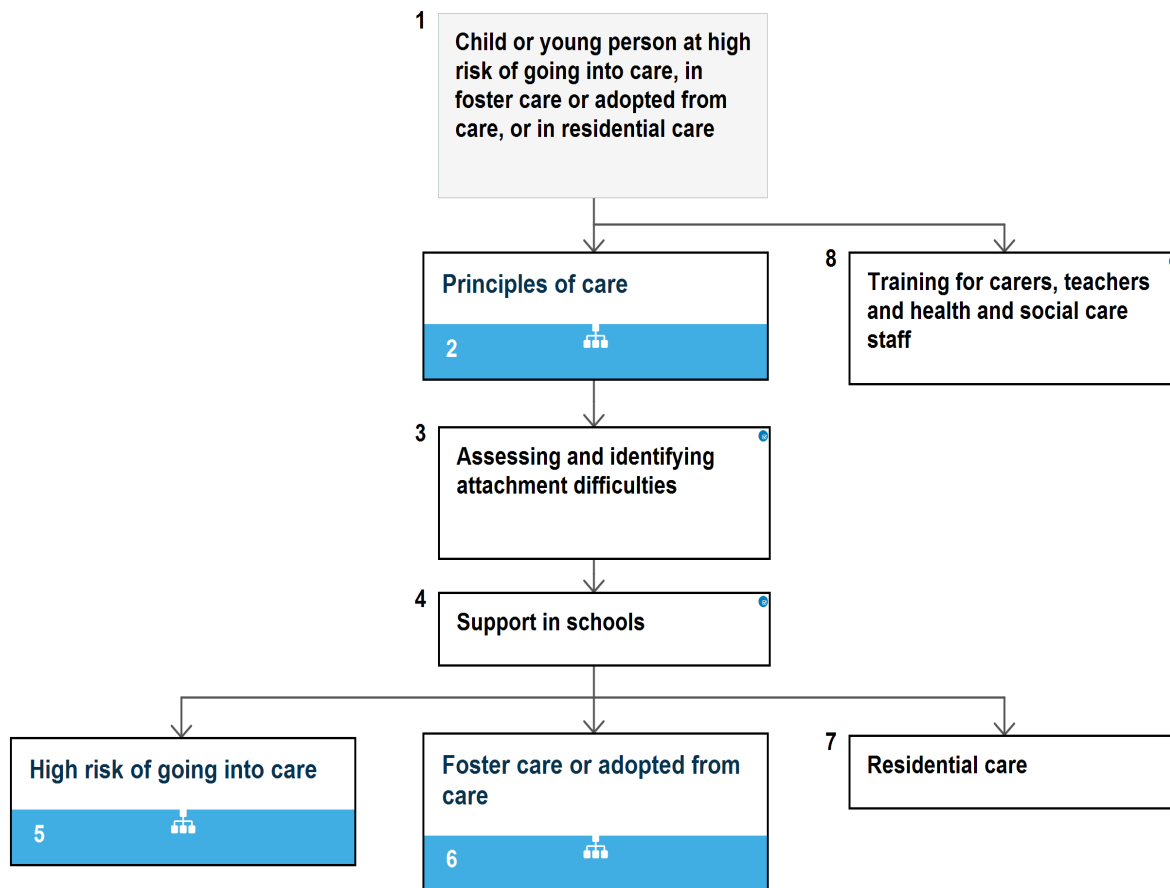 1
Child or young person at high
risk of going into care, in
foster care or adopted from
care, or in residential care
Principles of care
2
8
Training for carers, teachers
and health and social care
staff
3
Assessing and identifying
attachment difficulties
4
Support in schools
High risk of going into care
5
Foster care or adopted from
care
6
7
Residential care